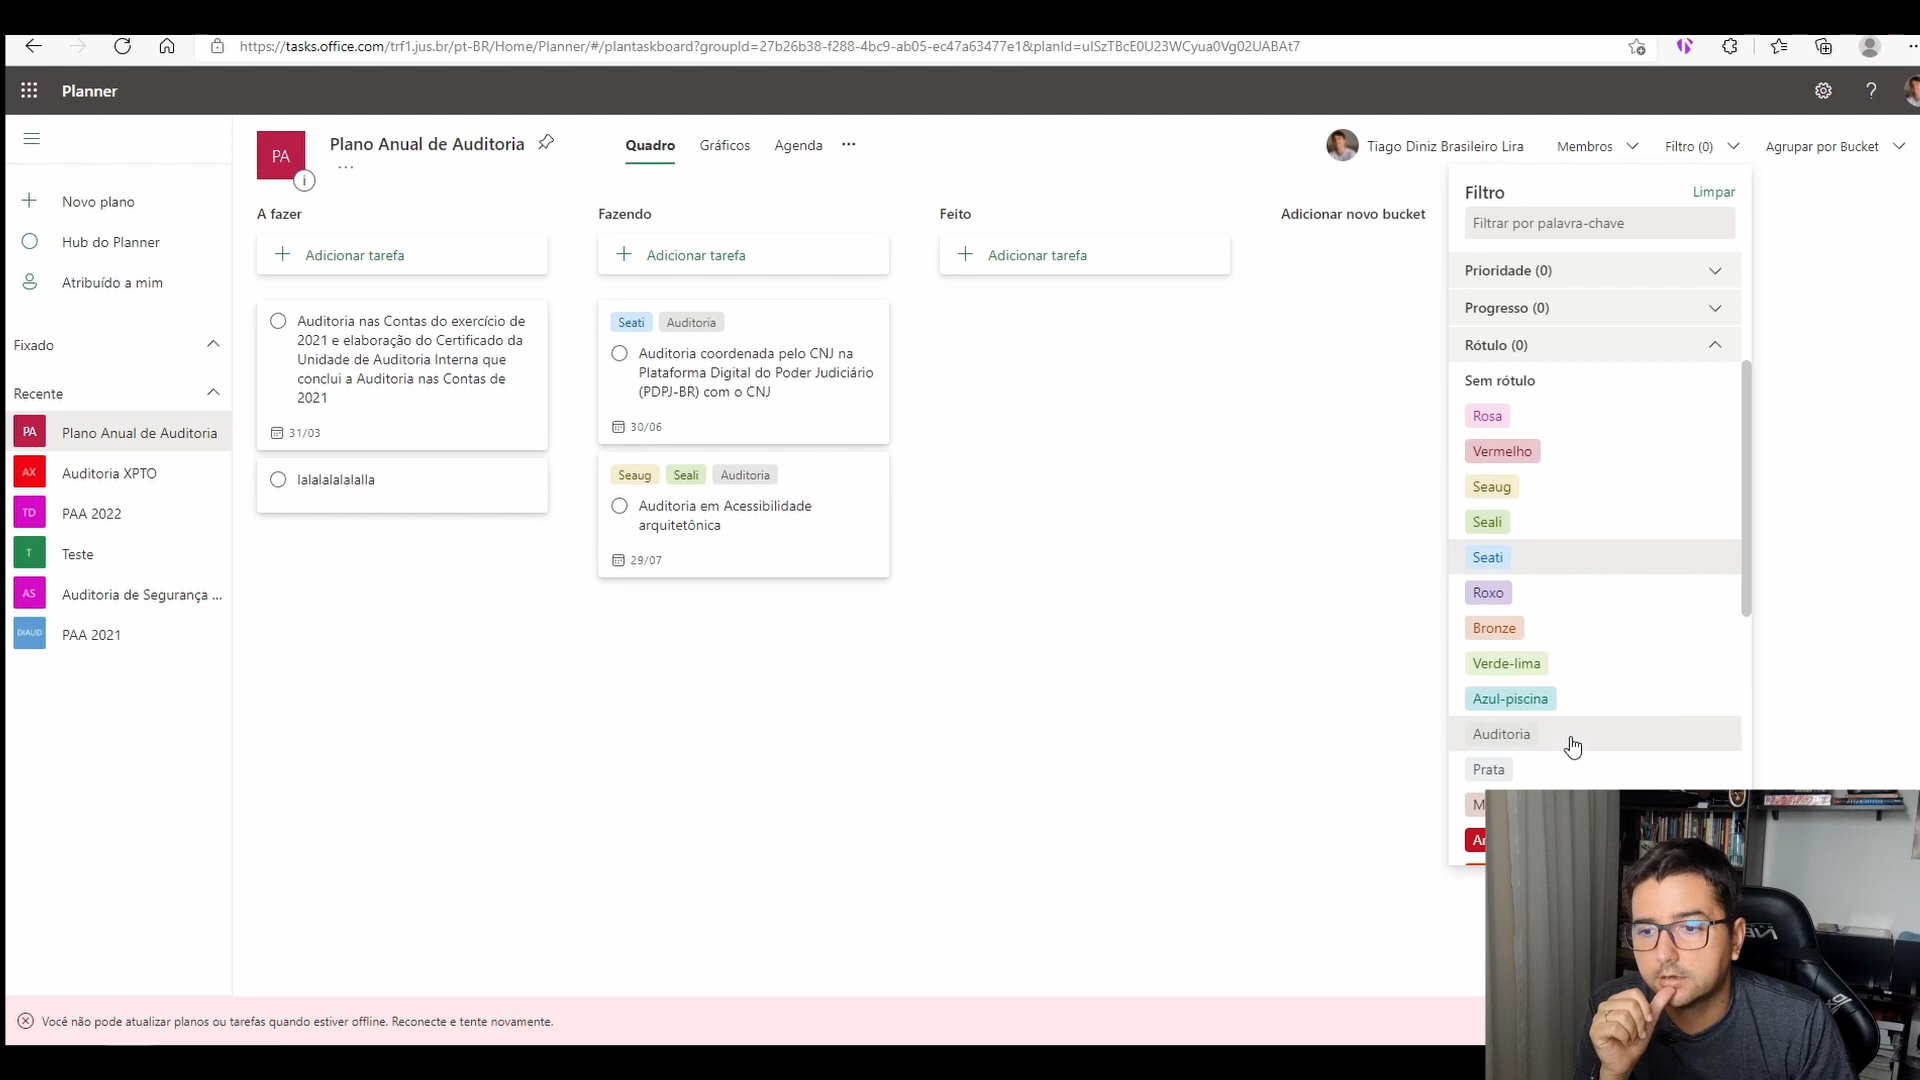 https://tasks.office.com/trf1.jus.br/pt-BR/Home/Planner/#/plantaskboard?groupId=27b26b38-f288-4bc9-ab05-ec47a63477e1&planId=ulSzTBcE0U23WCyua0Vg02UABAt7
Planner
?
Novo plano
Hub do Planner
Atribuído a mim
Fixado
Recente
PA Plano Anual de Auditoria
AX Auditoria XPTO
TD PAA 2022
T Teste
AS Auditoria de Segurança ...
DIAUD PAA 2021
PA
Plano Anual de Auditoria
...
Quadro Gráficos Agenda ...
Tiago Diniz Brasileiro Lira Membros Filtro (0) Agrupar por Bucket
A fazer
Adicionar tarefa
Auditoria nas Contas do exercício de
2021 e elaboração do Certificado da
Unidade de Auditoria Interna que
conclui a Auditoria nas Contas de
2021
31/03
lalalalalalalla
Fazendo
Adicionar tarefa
Seati Auditoria
Auditoria coordenada pelo CNJ na
Plataforma Digital do Poder Judiciário
(PDPJ-BR) com o CNJ
30/06
Seaug Seali Auditoria
Auditoria em Acessibilidade
arquitetônica
29/07
Feito
Adicionar tarefa
Adicionar novo bucket
Filtro Limpar
Filtrar por palavra-chave
Prioridade (0)
Progresso (0)
Rótulo (0)
Sem rótulo
Rosa
Vermelho
Seaug
Seali
Seati
Roxo
Bronze
Verde-lima
Azul-piscina
Auditoria
Prata
Você não pode atualizar planos ou tarefas quando estiver offline. Reconecte e tente novamente.